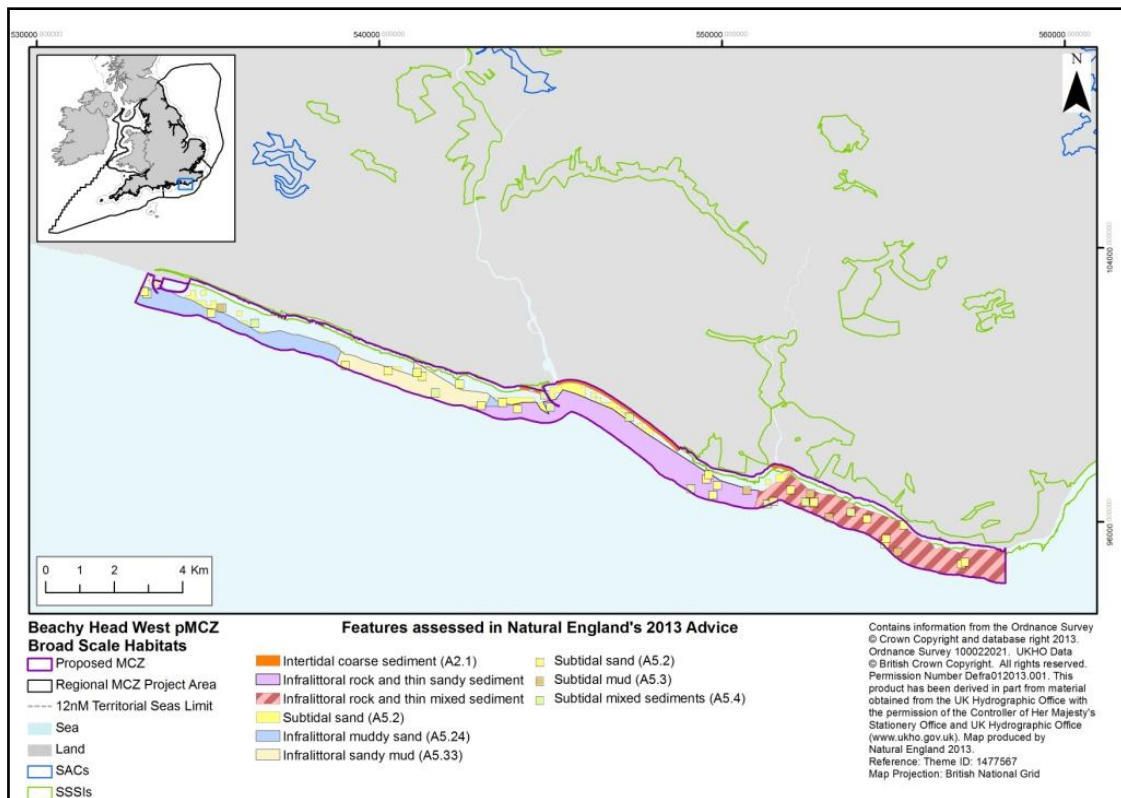 530000.000000
540000.000000
550000.000000
560000.000000
N
104000.000000
96000.000000
0 1 2 4 Km
Beachy Head West pMCZ
Broad Scale Habitats
Proposed MCZ
Regional MCZ Project Area
12nM Territorial Seas Limit
Sea
Land
SACs
SSSIs
Features assessed in Natural England's 2013 Advice
Intertidal coarse sediment (A2.1)
Infralittoral rock and thin sandy sediment
Infralittoral rock and thin mixed sediment
Subtidal sand (A5.2)
Infralittoral muddy sand (A5.24)
Infralittoral sandy mud (A5.33)
Subtidal sand (A5.2)
Subtidal mud (A5.3)
Subtidal mixed sediments (A5.4)
Contains information from the Ordnance Survey
© Crown Copyright and database right 2013.
Ordnance Survey 100022021. UKHO Data
© British Crown Copyright. All rights reserved.
Permission Number Defra012013.001. This
product has been derived in part from material
obtained from the UK Hydrographic Office with
the permission of the Controller of Her Majesty's
Stationery Office and UK Hydrographic Office
(www.ukho.gov.uk). Map produced by
Natural England 2013.
Reference: Theme ID: 1477567
Map Projection: British National Grid